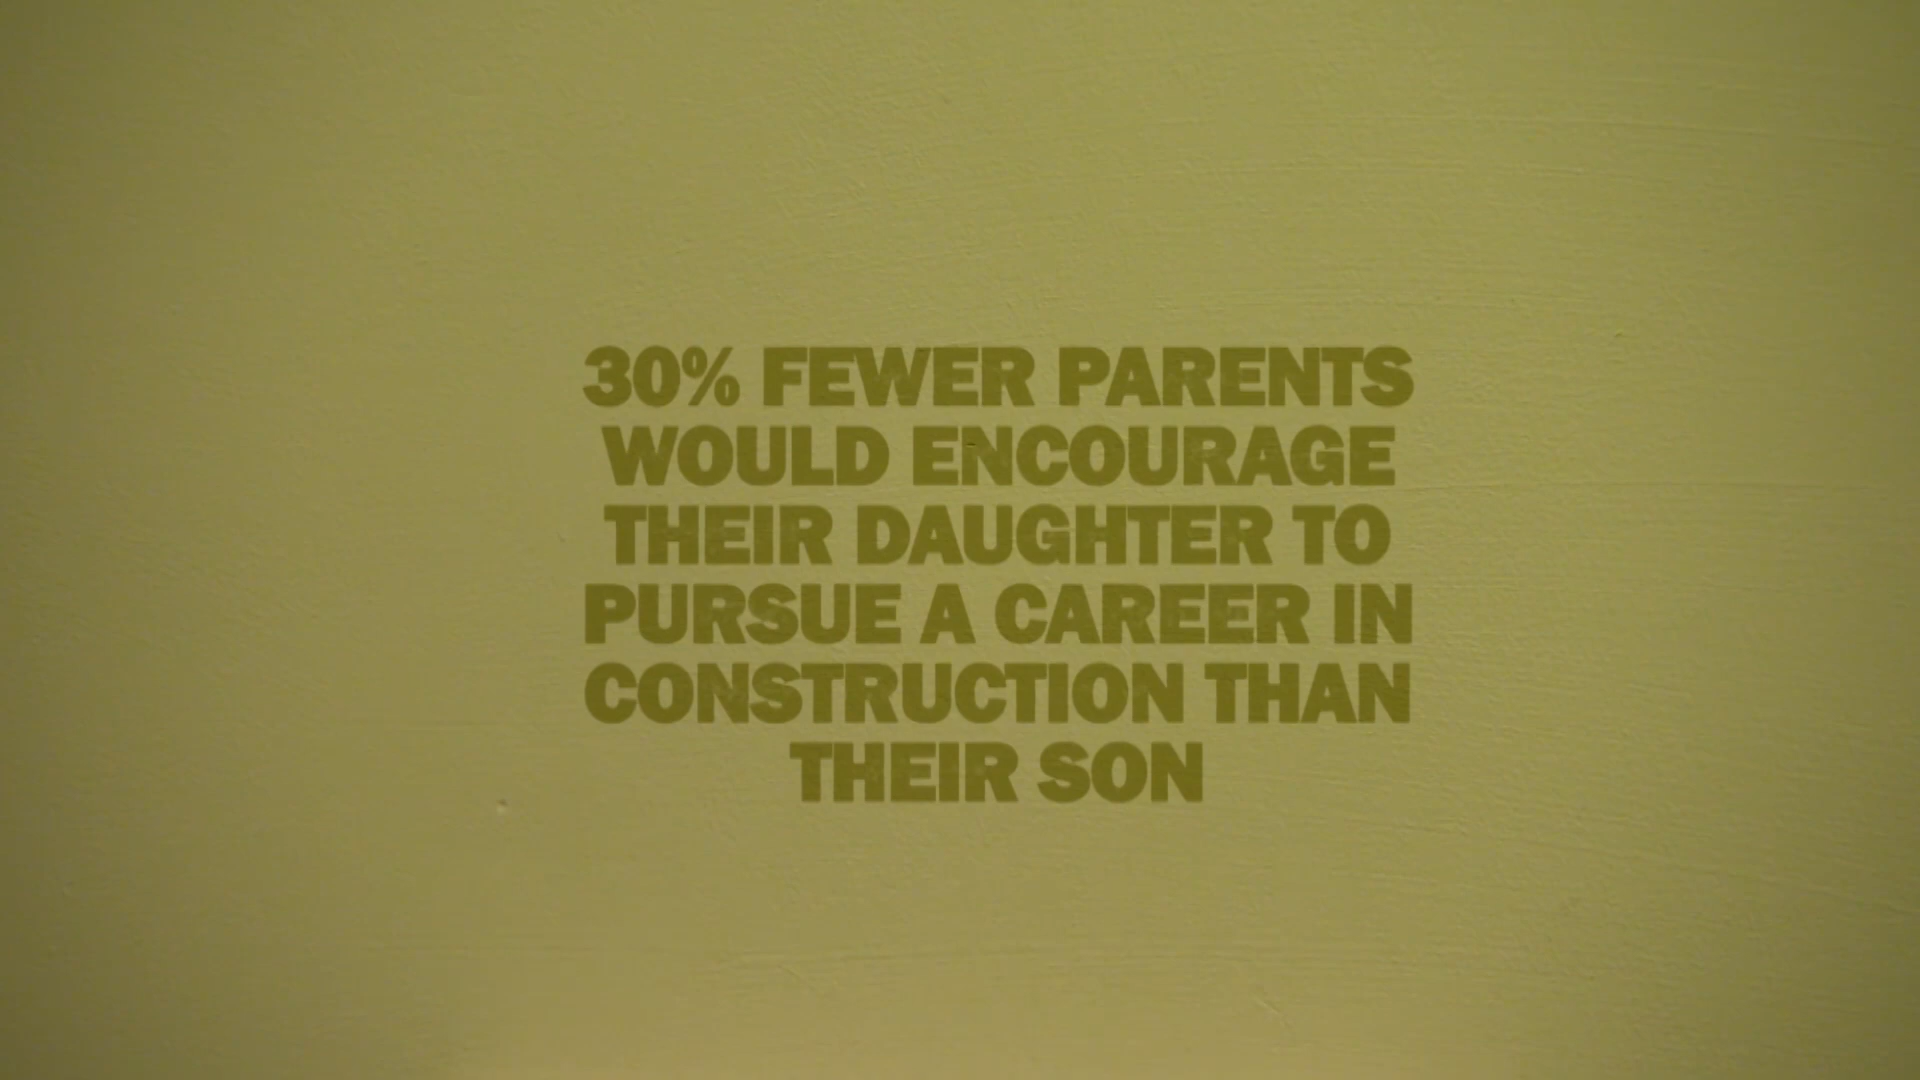 30% FEWER PARENTS
WOULD ENCOURAGE
THEIR DAUGHTER TO
PURSUE A CAREER IN
CONSTRUCTION THAN
THEIR SON